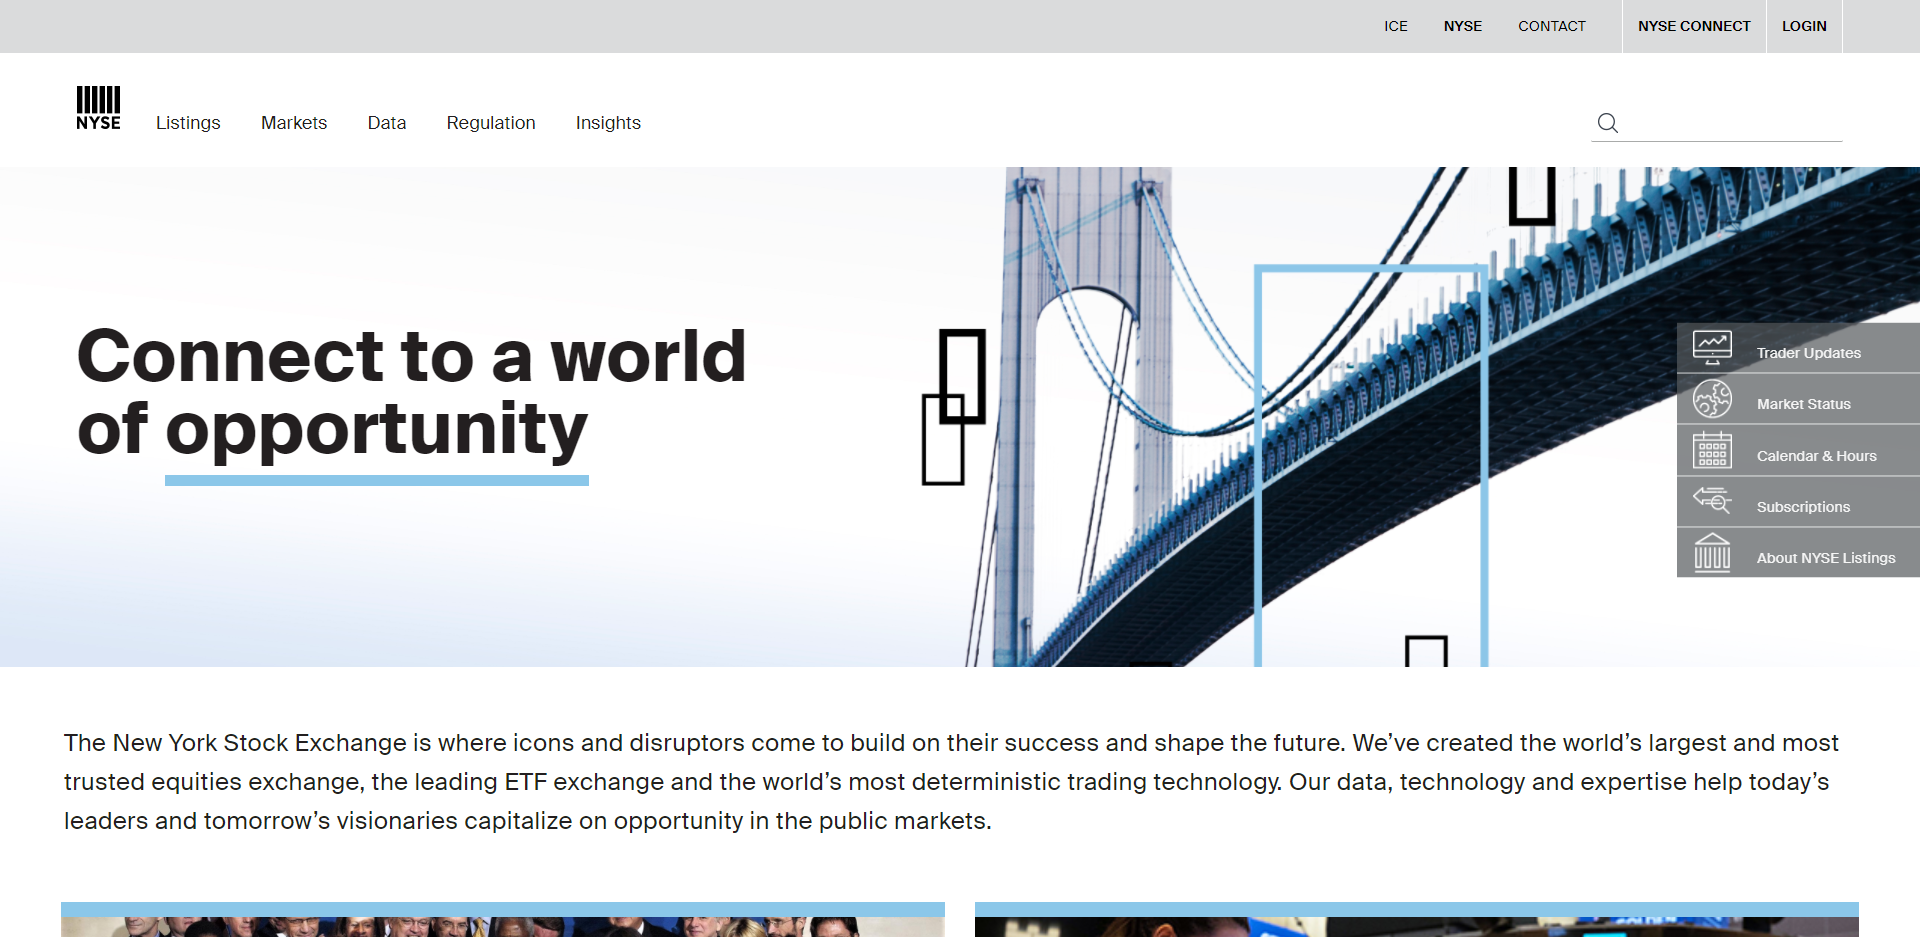 ICE NYSE CONTACT NYSE CONNECT LOGIN
NYSE
Listings Markets Data Regulation Insights
Connect to a world
of opportunity
Trader Updates
Market Status
Calendar & Hours
Subscriptions
About NYSE Listings
The New York Stock Exchange is where icons and disruptors come to build on their success and shape the future. We’ve created the world’s largest and most
trusted equities exchange, the leading ETF exchange and the world’s most deterministic trading technology. Our data, technology and expertise help today’s
leaders and tomorrow’s visionaries capitalize on opportunity in the public markets.